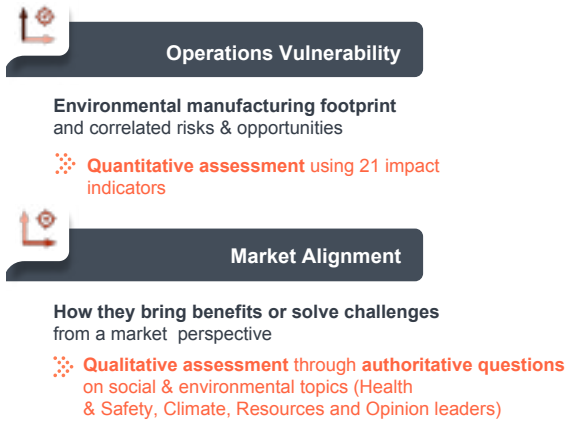 Operations Vulnerability
Environmental manufacturing footprint
and correlated risks & opportunities
Quantitative assessment using 21 impact
indicators
Market Alignment
How they bring benefits or solve challenges
from a market perspective
Qualitative assessment through authoritative questions
on social & environmental topics (Health
& Safety, Climate, Resources and Opinion leaders)